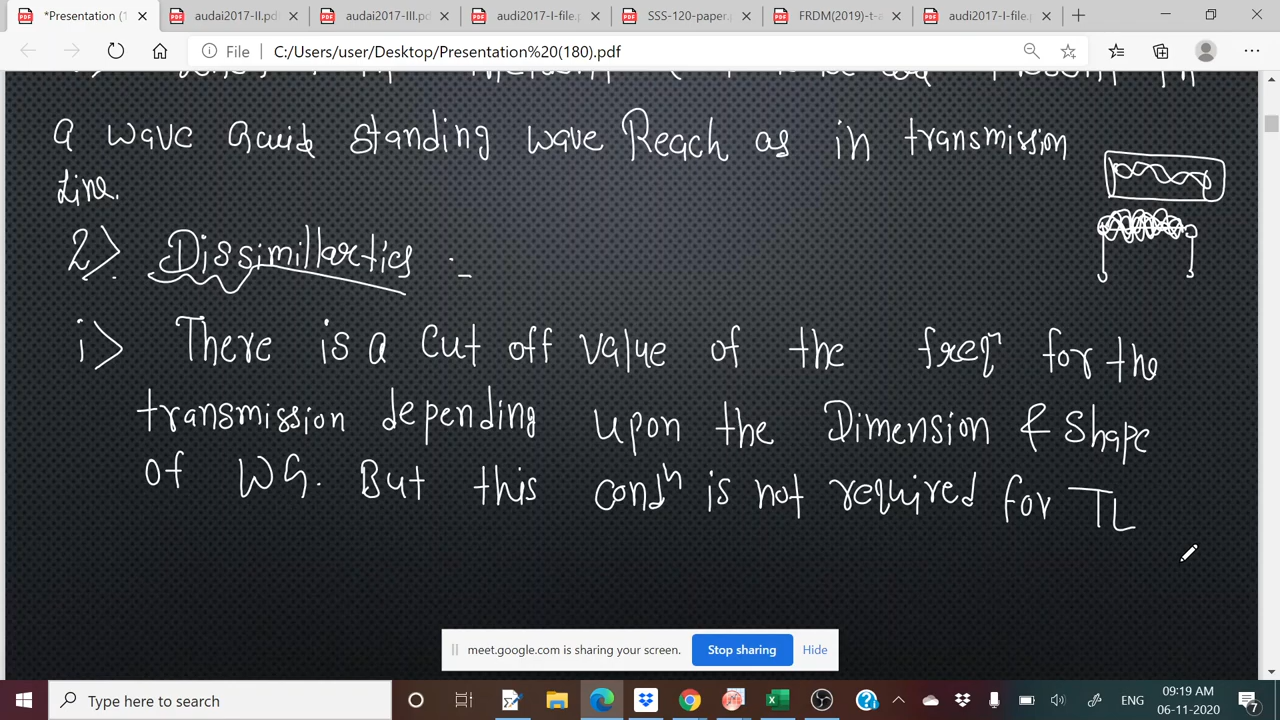 *Presentation (1
audai2017-II.pd
audai2017-III.pd
audi2017-I-file.p
SSS-120-paper.
FRDM(2019)-t-a
audi2017-I-file.
File
C:/Users/user/Desktop/Presentation%20(180).pdf
a wave Guide standing wave Reach as in transmission
Line.
2> Dissimillartics :-
i> There is a cut off value of the freqn for the
transmission depending upon the Dimension & Shape
of WG. But this condn is not required for TL
meet.google.com is sharing your screen.
Stop sharing
Hide
Type here to search
ENG
09:19 AM
06-11-2020
7